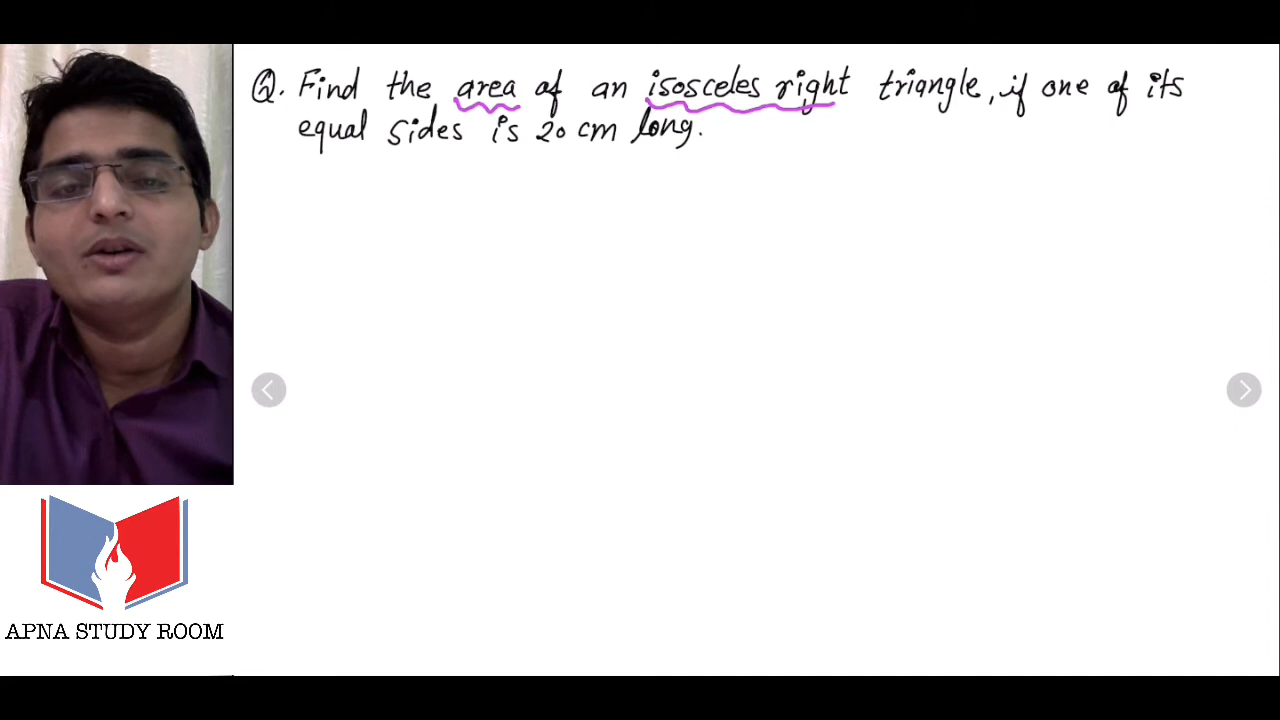 Q. Find the area of an isosceles right triangle, if one of its
equal sides is 20 cm long.
APNA STUDY ROOM